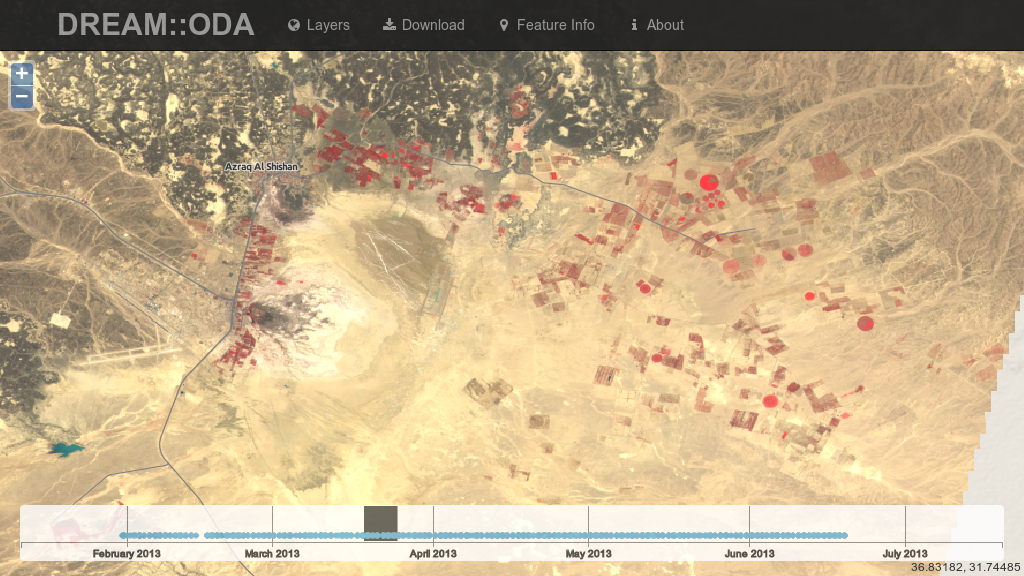 DREAM::ODA Layers Download Feature Info About
+
−
Azraq Al Shishan
February 2013 March 2013 April 2013 May 2013 June 2013 July 2013
36.83182, 31.74485